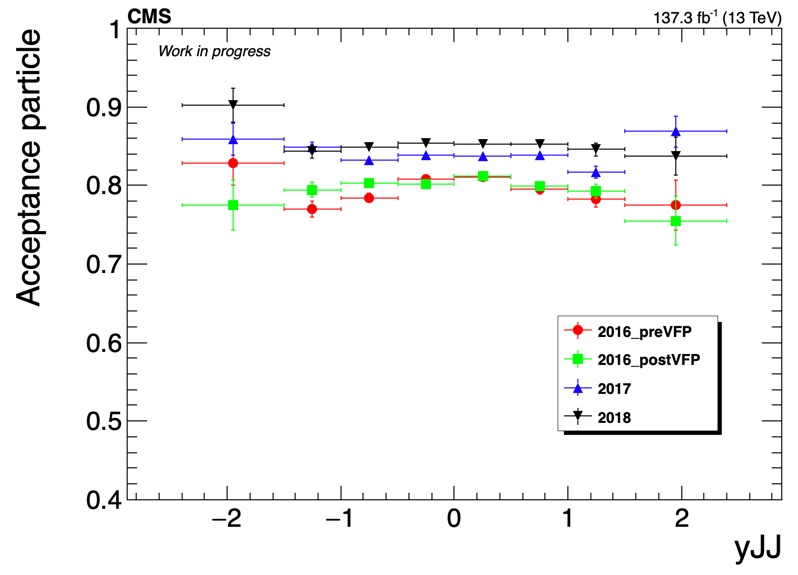 CMS
137.3 fb-1 (13 TeV)
Work in progress
Acceptance particle
1
0.9
0.8
0.7
0.6
0.5
0.4
2016_preVFP
2016_postVFP
2017
2018
−2 −1 0 1 2
yJJ